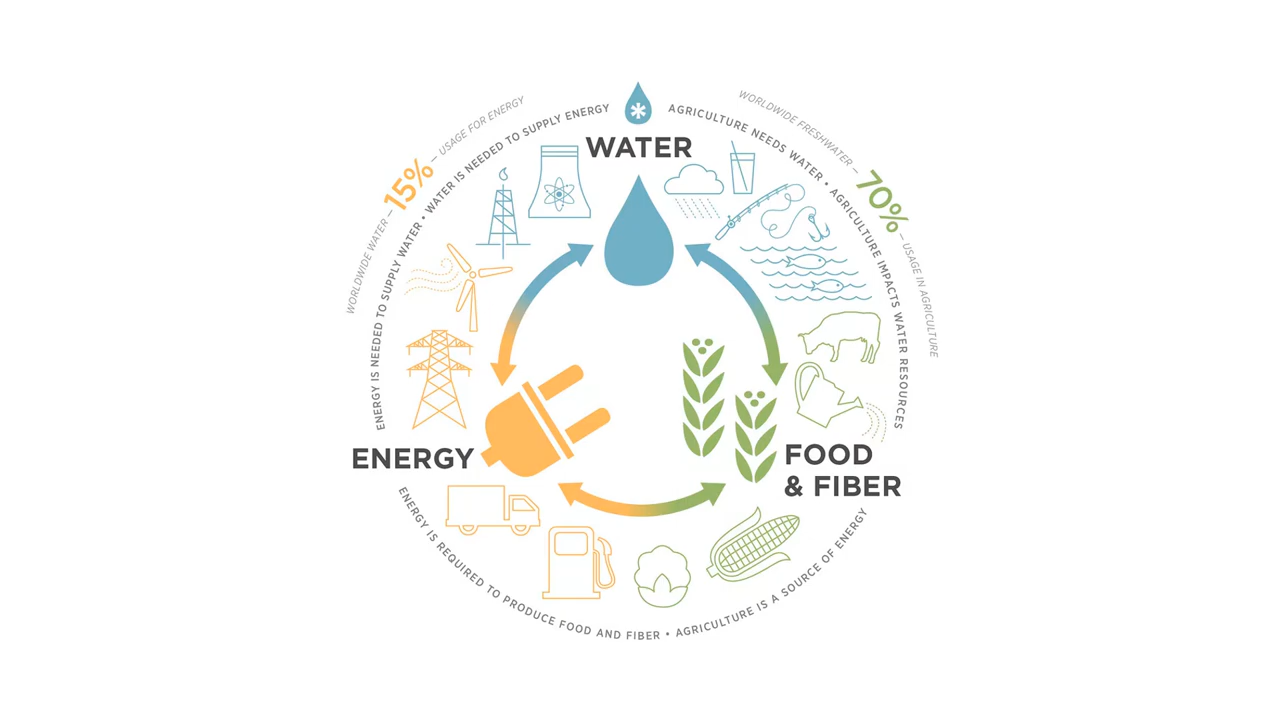 WORLDWIDE WATER – 15% – USAGE FOR ENERGY
ENERGY IS NEEDED TO SUPPLY WATER • WATER IS NEEDED TO SUPPLY ENERGY
WORLDWIDE FRESHWATER – 70% – USAGE IN AGRICULTURE
AGRICULTURE NEEDS WATER • AGRICULTURE IMPACTS WATER RESOURCES
*
WATER
ENERGY
FOOD
& FIBER
ENERGY IS REQUIRED TO PRODUCE FOOD AND FIBER • AGRICULTURE IS A SOURCE OF ENERGY